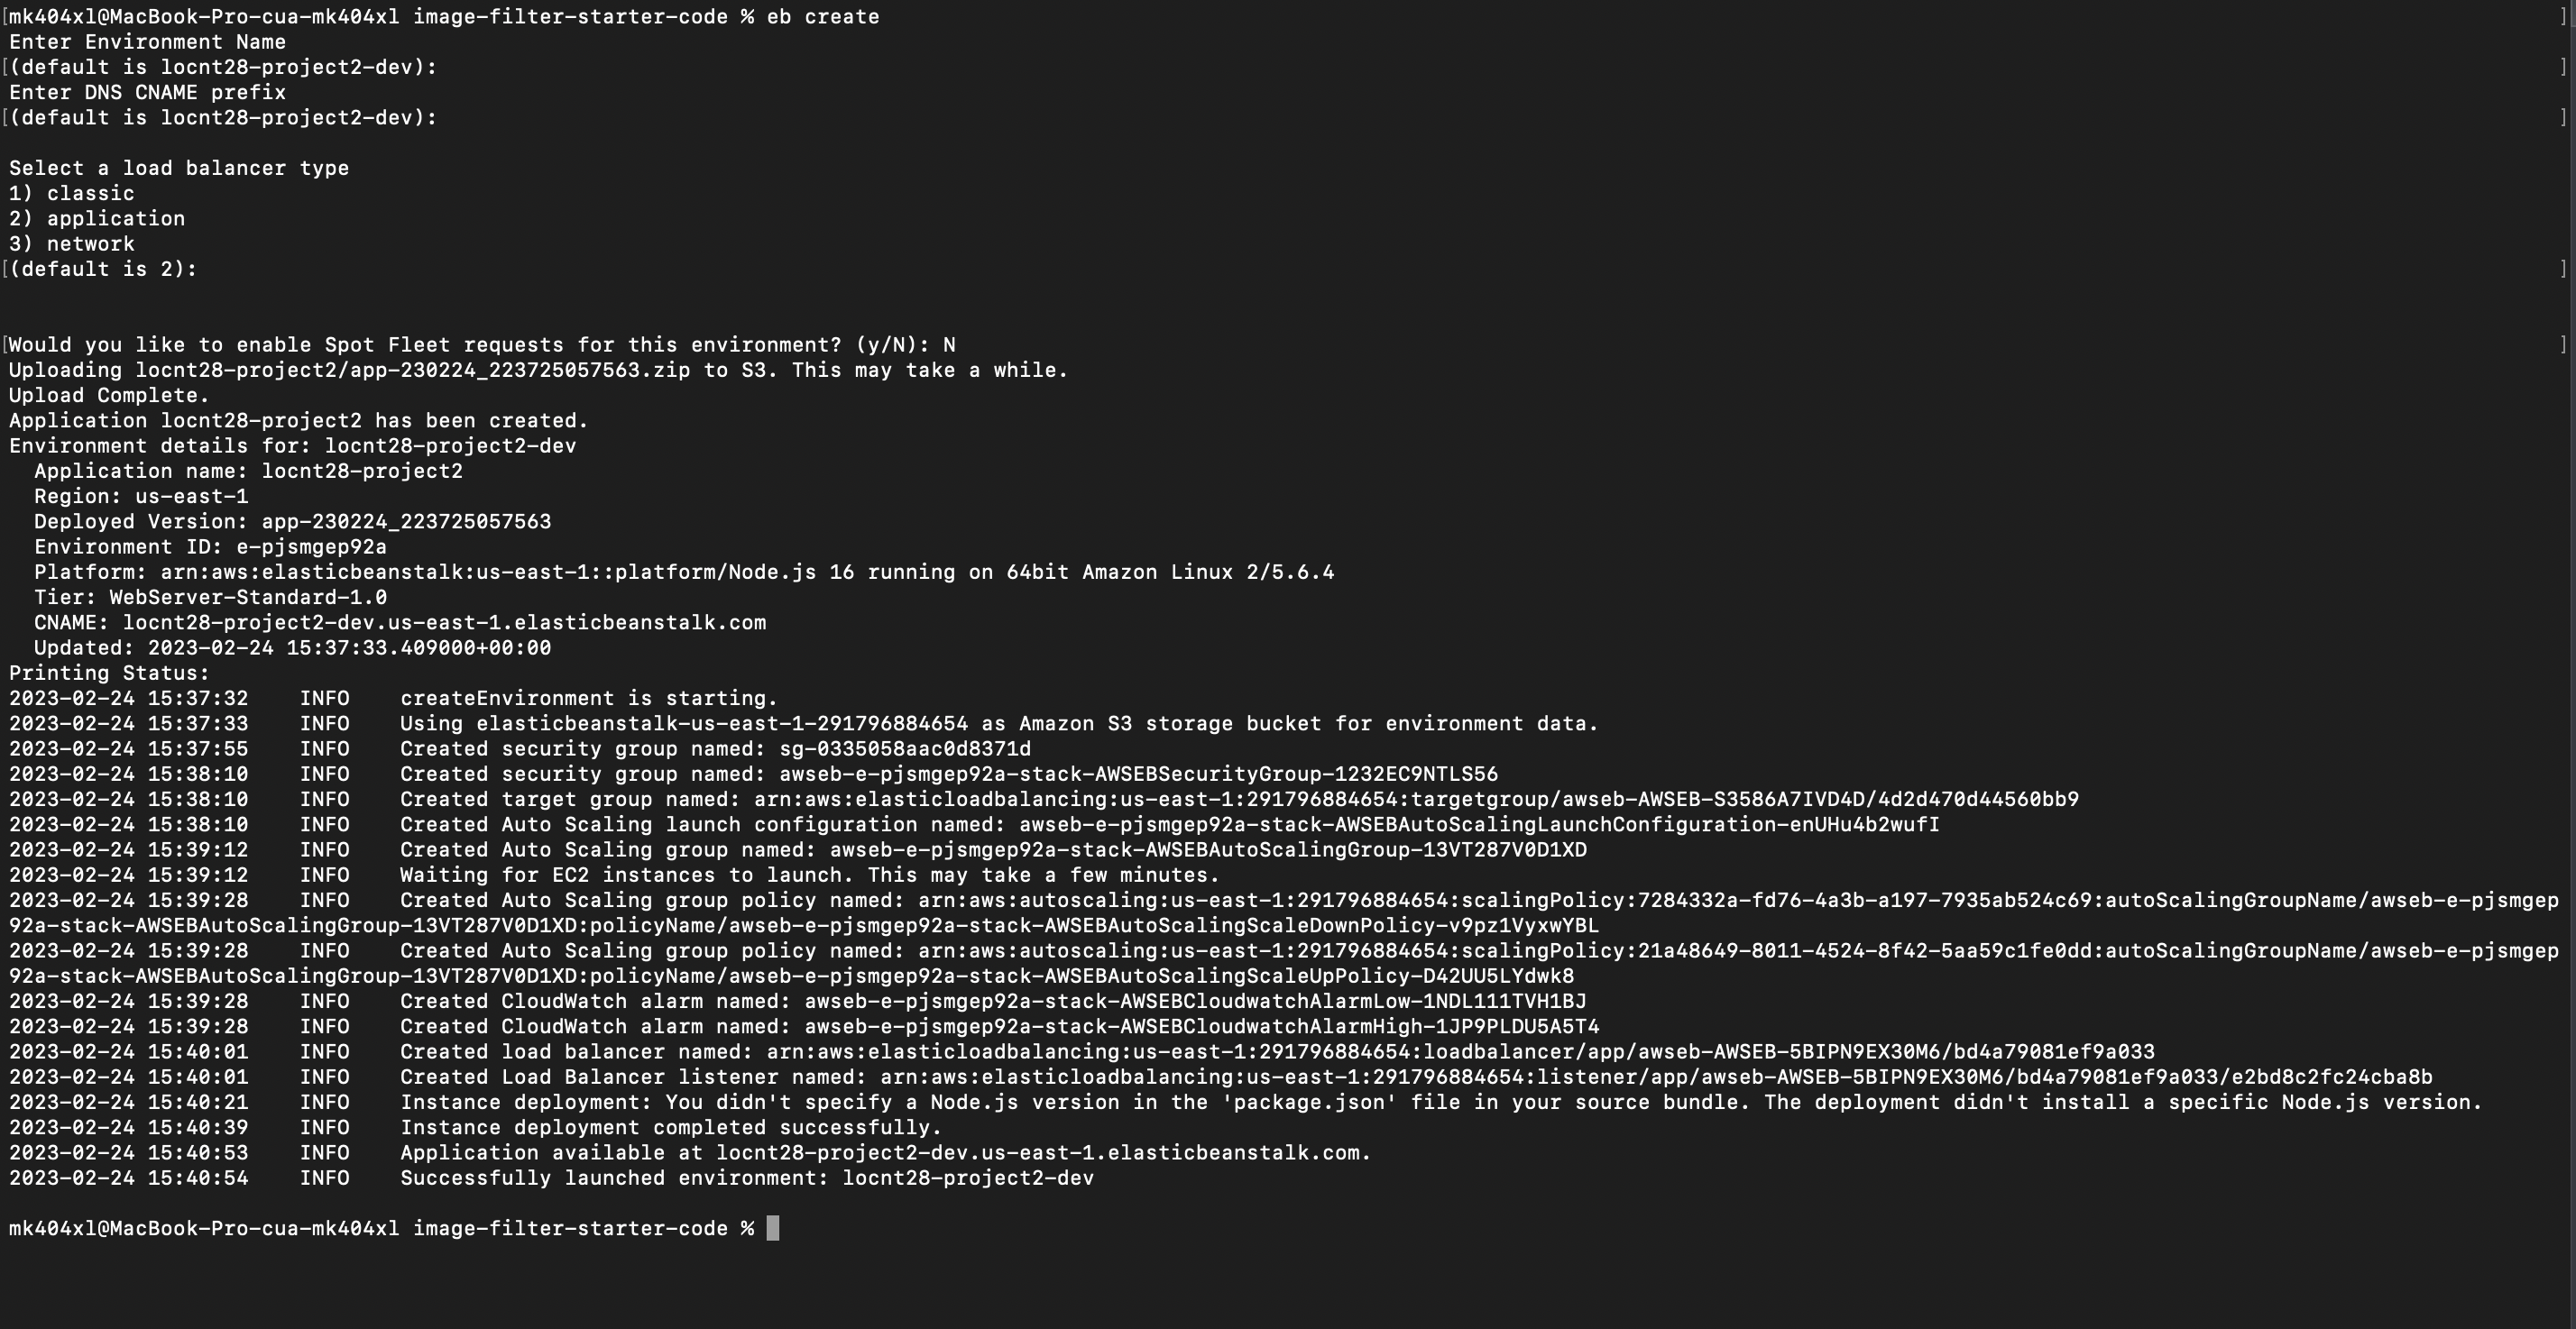 [mk404xl@MacBook-Pro-cua-mk404xl image-filter-starter-code % eb create ]
Enter Environment Name
[(default is locnt28-project2-dev): ]
Enter DNS CNAME prefix
[(default is locnt28-project2-dev): ]
Select a load balancer type
1) classic
2) application
3) network
[(default is 2): ]
[Would you like to enable Spot Fleet requests for this environment? (y/N): N ]
Uploading locnt28-project2/app-230224_223725057563.zip to S3. This may take a while.
Upload Complete.
Application locnt28-project2 has been created.
Environment details for: locnt28-project2-dev
  Application name: locnt28-project2
  Region: us-east-1
  Deployed Version: app-230224_223725057563
  Environment ID: e-pjsmgep92a
  Platform: arn:aws:elasticbeanstalk:us-east-1::platform/Node.js 16 running on 64bit Amazon Linux 2/5.6.4
  Tier: WebServer-Standard-1.0
  CNAME: locnt28-project2-dev.us-east-1.elasticbeanstalk.com
  Updated: 2023-02-24 15:37:33.409000+00:00
Printing Status:
2023-02-24 15:37:32    INFO    createEnvironment is starting.
2023-02-24 15:37:33    INFO    Using elasticbeanstalk-us-east-1-291796884654 as Amazon S3 storage bucket for environment data.
2023-02-24 15:37:55    INFO    Created security group named: sg-0335058aac0d8371d
2023-02-24 15:38:10    INFO    Created security group named: awseb-e-pjsmgep92a-stack-AWSEBSecurityGroup-1232EC9NTLS56
2023-02-24 15:38:10    INFO    Created target group named: arn:aws:elasticloadbalancing:us-east-1:291796884654:targetgroup/awseb-AWSEB-S3586A7IVD4D/4d2d470d44560bb9
2023-02-24 15:38:10    INFO    Created Auto Scaling launch configuration named: awseb-e-pjsmgep92a-stack-AWSEBAutoScalingLaunchConfiguration-enUHu4b2wufI
2023-02-24 15:39:12    INFO    Created Auto Scaling group named: awseb-e-pjsmgep92a-stack-AWSEBAutoScalingGroup-13VT287V0D1XD
2023-02-24 15:39:12    INFO    Waiting for EC2 instances to launch. This may take a few minutes.
2023-02-24 15:39:28    INFO    Created Auto Scaling group policy named: arn:aws:autoscaling:us-east-1:291796884654:scalingPolicy:7284332a-fd76-4a3b-a197-7935ab524c69:autoScalingGroupName/awseb-e-pjsmgep
92a-stack-AWSEBAutoScalingGroup-13VT287V0D1XD:policyName/awseb-e-pjsmgep92a-stack-AWSEBAutoScalingScaleDownPolicy-v9pz1VyxwYBL
2023-02-24 15:39:28    INFO    Created Auto Scaling group policy named: arn:aws:autoscaling:us-east-1:291796884654:scalingPolicy:21a48649-8011-4524-8f42-5aa59c1fe0dd:autoScalingGroupName/awseb-e-pjsmgep
92a-stack-AWSEBAutoScalingGroup-13VT287V0D1XD:policyName/awseb-e-pjsmgep92a-stack-AWSEBAutoScalingScaleUpPolicy-D42UU5LYdwk8
2023-02-24 15:39:28    INFO    Created CloudWatch alarm named: awseb-e-pjsmgep92a-stack-AWSEBCloudwatchAlarmLow-1NDL111TVH1BJ
2023-02-24 15:39:28    INFO    Created CloudWatch alarm named: awseb-e-pjsmgep92a-stack-AWSEBCloudwatchAlarmHigh-1JP9PLDU5A5T4
2023-02-24 15:40:01    INFO    Created load balancer named: arn:aws:elasticloadbalancing:us-east-1:291796884654:loadbalancer/app/awseb-AWSEB-5BIPN9EX30M6/bd4a79081ef9a033
2023-02-24 15:40:01    INFO    Created Load Balancer listener named: arn:aws:elasticloadbalancing:us-east-1:291796884654:listener/app/awseb-AWSEB-5BIPN9EX30M6/bd4a79081ef9a033/e2bd8c2fc24cba8b
2023-02-24 15:40:21    INFO    Instance deployment: You didn't specify a Node.js version in the 'package.json' file in your source bundle. The deployment didn't install a specific Node.js version.
2023-02-24 15:40:39    INFO    Instance deployment completed successfully.
2023-02-24 15:40:53    INFO    Application available at locnt28-project2-dev.us-east-1.elasticbeanstalk.com.
2023-02-24 15:40:54    INFO    Successfully launched environment: locnt28-project2-dev
mk404xl@MacBook-Pro-cua-mk404xl image-filter-starter-code %